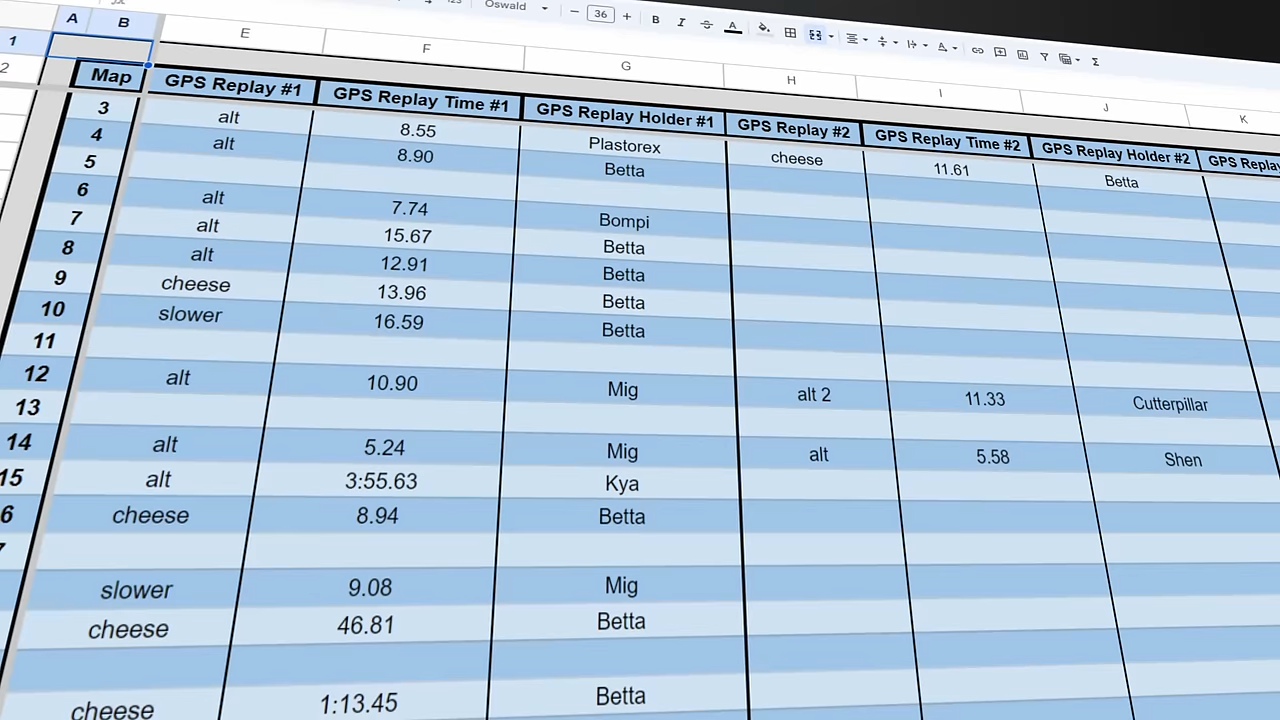 Oswald − 36 + B I A Σ
A B E F G H I J K
1
2
Map GPS Replay #1 GPS Replay Time #1 GPS Replay Holder #1 GPS Replay #2 GPS Replay Time #2 GPS Replay Holder #2 GPS Replay
3 alt 8.55 Plastorex cheese 11.61 Betta
4 alt 8.90 Betta
5
6 alt 7.74 Bompi
7 alt 15.67 Betta
8 alt 12.91 Betta
9 cheese 13.96 Betta
10 slower 16.59 Betta
11
12 alt 10.90 Mig alt 2 11.33 Cutterpillar
13
14 alt 5.24 Mig alt 5.58 Shen
15 alt 3:55.63 Kya
6 cheese 8.94 Betta
slower 9.08 Mig
cheese 46.81 Betta
cheese 1:13.45 Betta